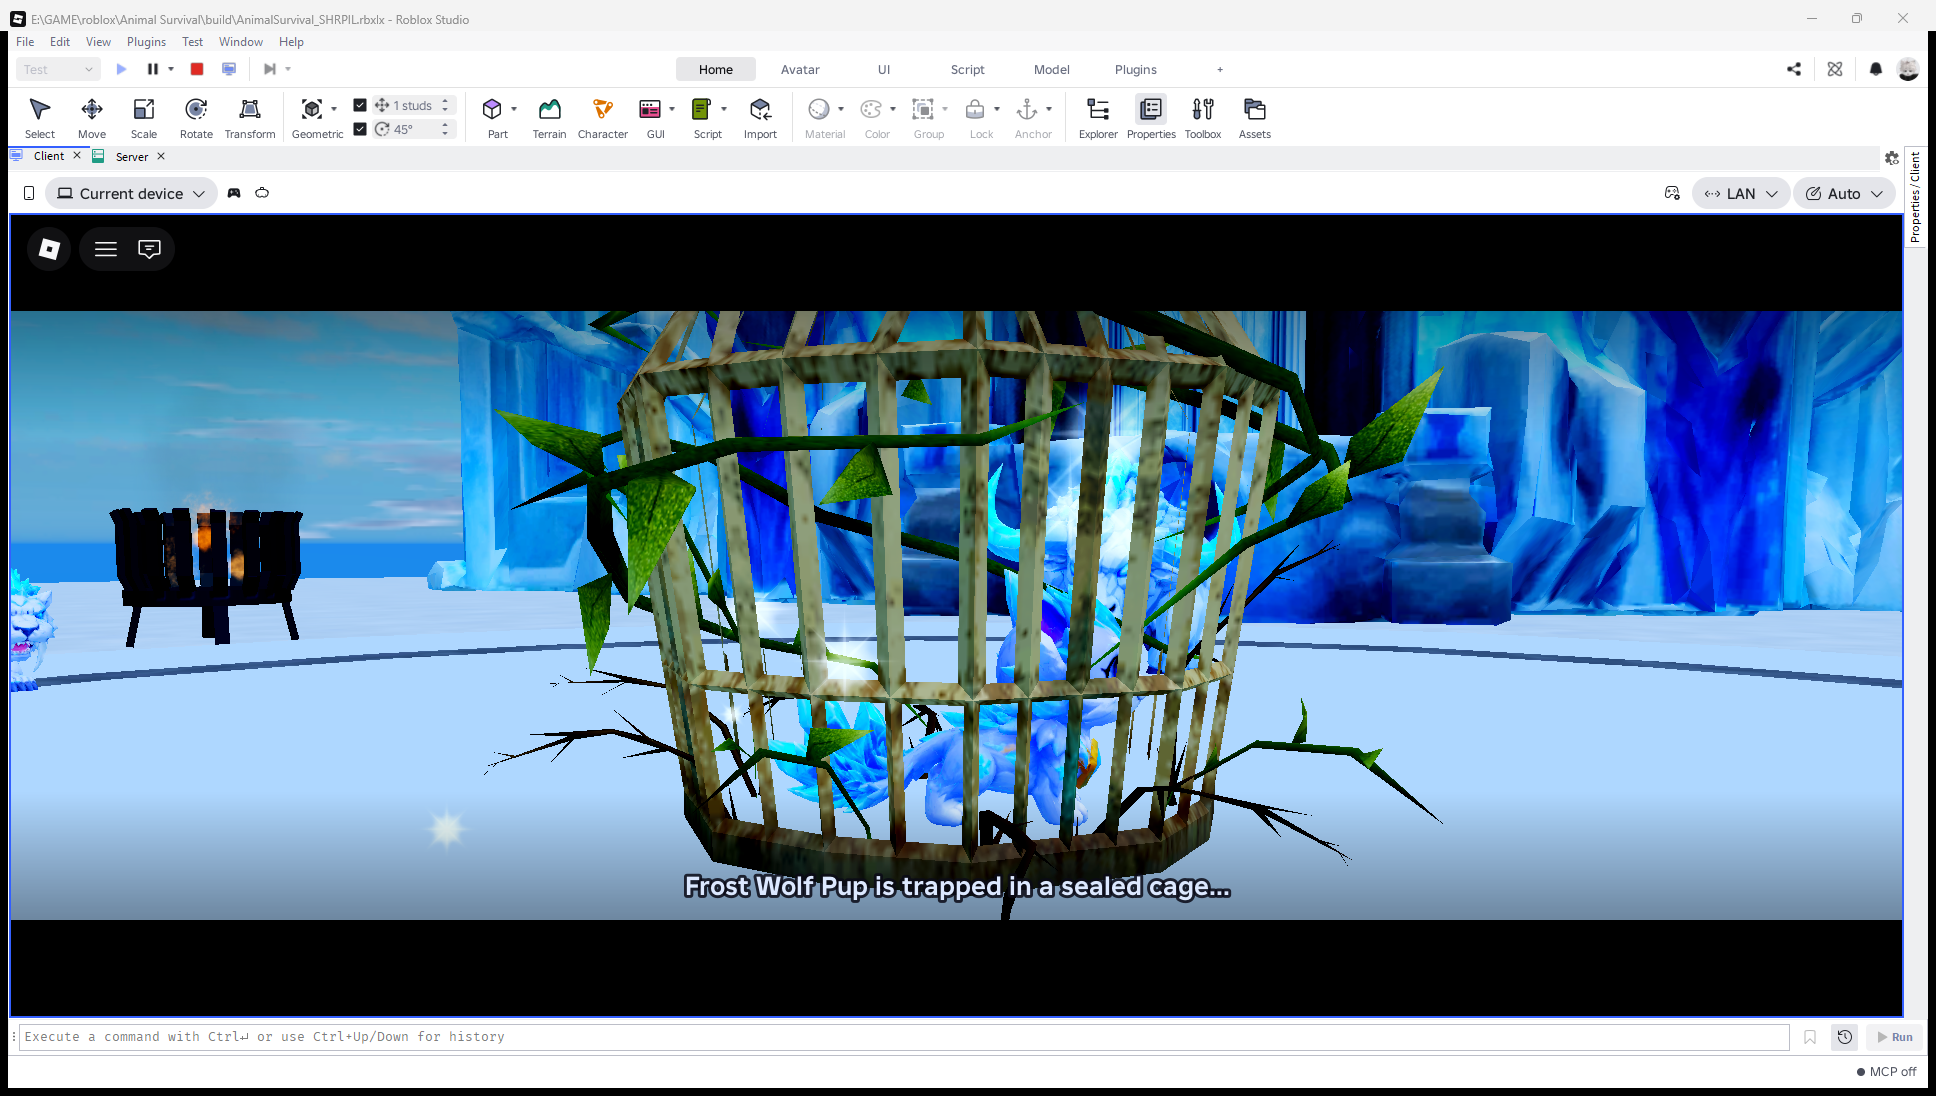 E:\GAME\roblox\Animal Survival\build\AnimalSurvival_SHRPIL.rbxlx - Roblox Studio
File Edit View Plugins Test Window Help
Test
Home Avatar UI Script Model Plugins +
1 studs
45°
Select Move Scale Rotate Transform Geometric Part Terrain Character GUI Script Import Material Color Group Lock Anchor Explorer Properties Toolbox Assets
Client Server
Properties / Client
Current device LAN Auto
Frost Wolf Pup is trapped in a sealed cage...
Execute a command with Ctrl↵ or use Ctrl+Up/Down for history
Run
MCP off